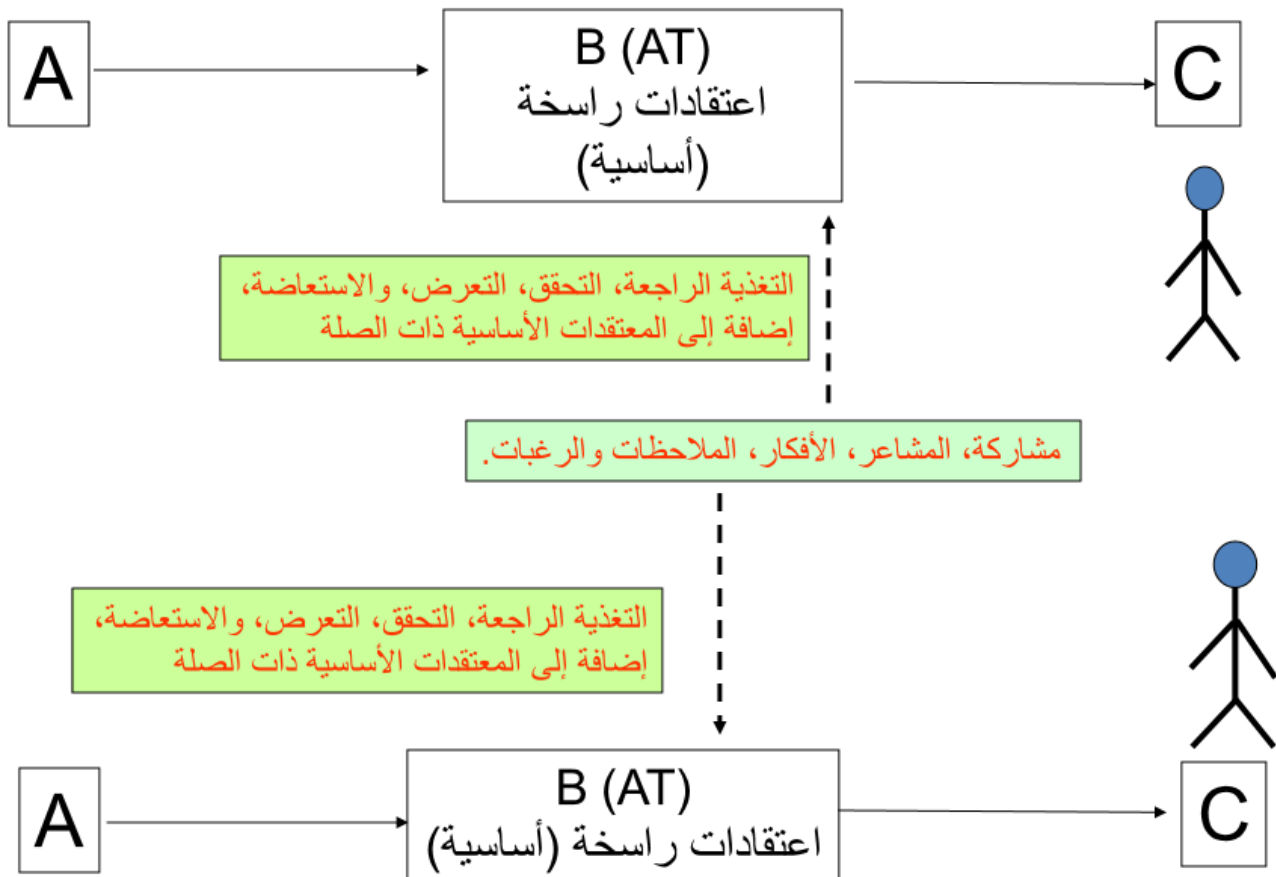 A
B (AT)
اعتقادات راسخة
(أساسية)
C
التغذية الراجعة، التحقق، التعرض، والاستعاضة،
إضافة إلى المعتقدات الأساسية ذات الصلة
مشاركة، المشاعر، الأفكار، الملاحظات والرغبات.
التغذية الراجعة، التحقق، التعرض، والاستعاضة،
إضافة إلى المعتقدات الأساسية ذات الصلة
A
B (AT)
اعتقادات راسخة (أساسية)
C